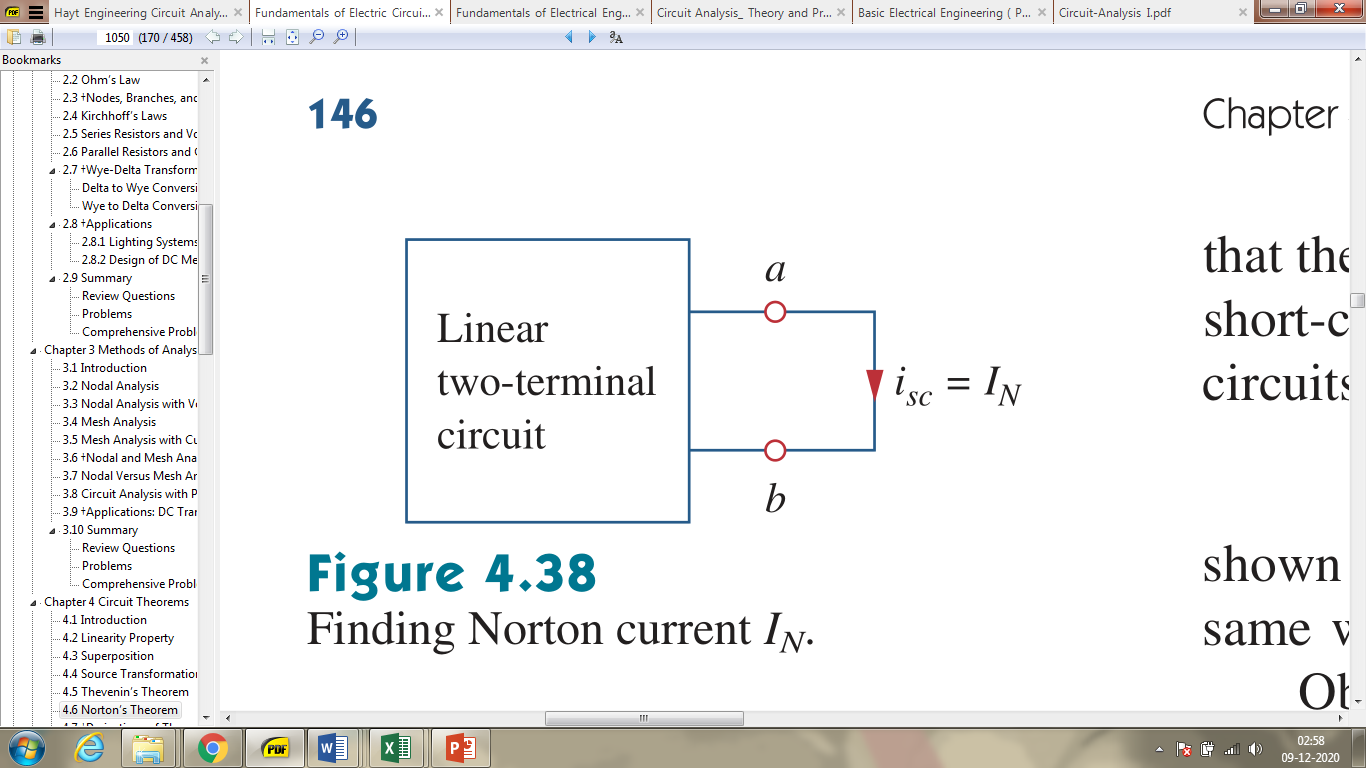 Hayt Engineering Circuit Analy...
Fundamentals of Electric Circui...
Fundamentals of Electrical Eng...
Circuit Analysis_ Theory and Pr...
Basic Electrical Engineering ( P...
Circuit-Analysis I.pdf
1050 (170 / 458)
Bookmarks
2.2 Ohm's Law
2.3 †Nodes, Branches, and
2.4 Kirchhoff's Laws
2.5 Series Resistors and Vo
2.6 Parallel Resistors and
2.7 †Wye-Delta Transform
Delta to Wye Conversi
Wye to Delta Conversi
2.8 †Applications
2.8.1 Lighting Systems
2.8.2 Design of DC Me
2.9 Summary
Review Questions
Problems
Comprehensive Probl
Chapter 3 Methods of Analys
3.1 Introduction
3.2 Nodal Analysis
3.3 Nodal Analysis with Vo
3.4 Mesh Analysis
3.5 Mesh Analysis with Cu
3.6 †Nodal and Mesh Ana
3.7 Nodal Versus Mesh An
3.8 Circuit Analysis with P
3.9 †Applications: DC Tran
3.10 Summary
Review Questions
Problems
Comprehensive Probl
Chapter 4 Circuit Theorems
4.1 Introduction
4.2 Linearity Property
4.3 Superposition
4.4 Source Transformation
4.5 Thevenin's Theorem
4.6 Norton's Theorem
146
Chapter
Linear
two-terminal
circuit
a
i_sc = I_N
b
Figure 4.38
Finding Norton current I_N.
that the
short-c
circuits
shown
same
Ob
PDF
02:58
09-12-2020